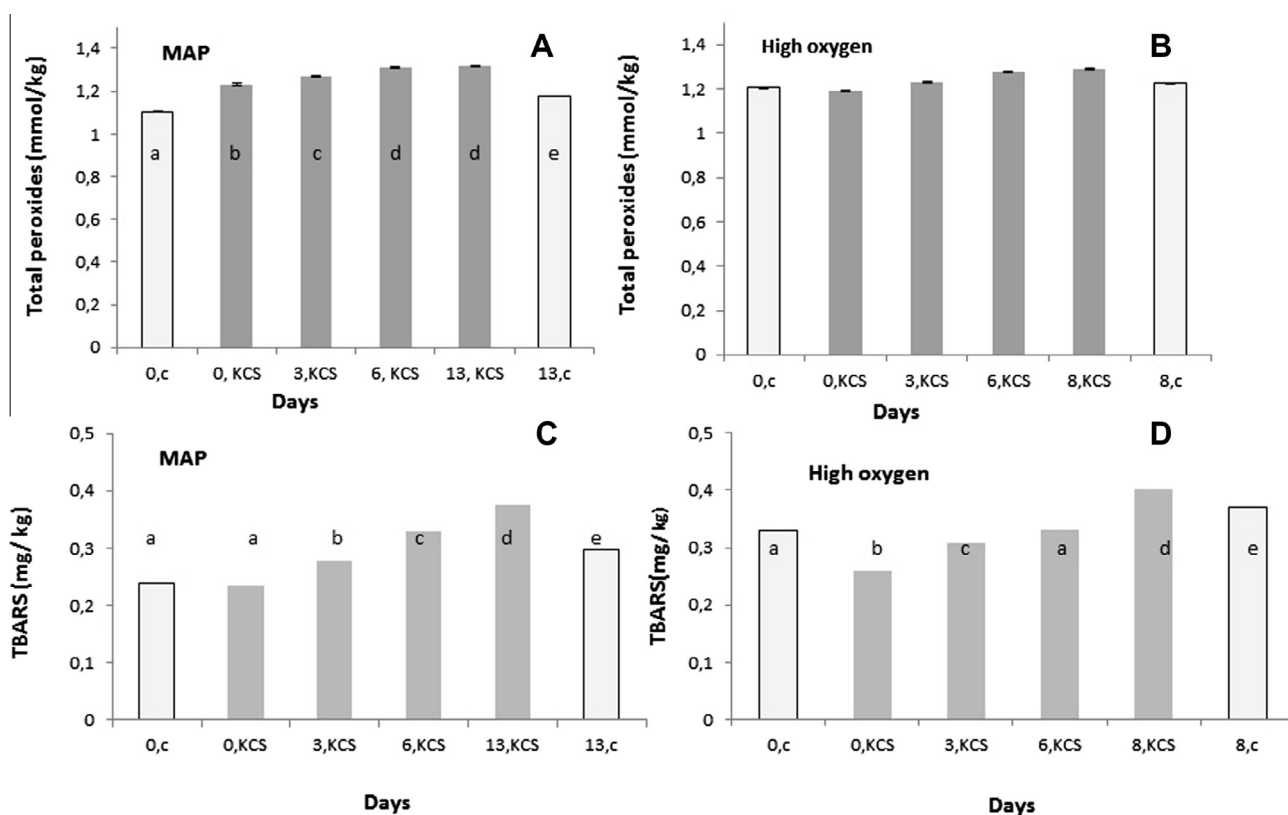 A
MAP
Total peroxides (mmol/kg)
1,4
1,2
1
0,8
0,6
0,4
0,2
0
a b c d d e
0,c 0, KCS 3,KCS 6, KCS 13, KCS 13,c
Days
B
High oxygen
Total peroxides (mmol/kg)
1,4
1,2
1
0,8
0,6
0,4
0,2
0
0,c 0,KCS 3,KCS 6,KCS 8,KCS 8,c
Days
C
MAP
TBARS (mg/ kg)
0,5
0,4
0,3
0,2
0,1
0
a a b c d e
0,c 0,KCS 3,KCS 6,KCS 13,KCS 13,c
Days
D
High oxygen
TBARS(mg/ kg)
0,5
0,4
0,3
0,2
0,1
0
a b c a d e
0,c 0,KCS 3,KCS 6,KCS 8,KCS 8,c
Days